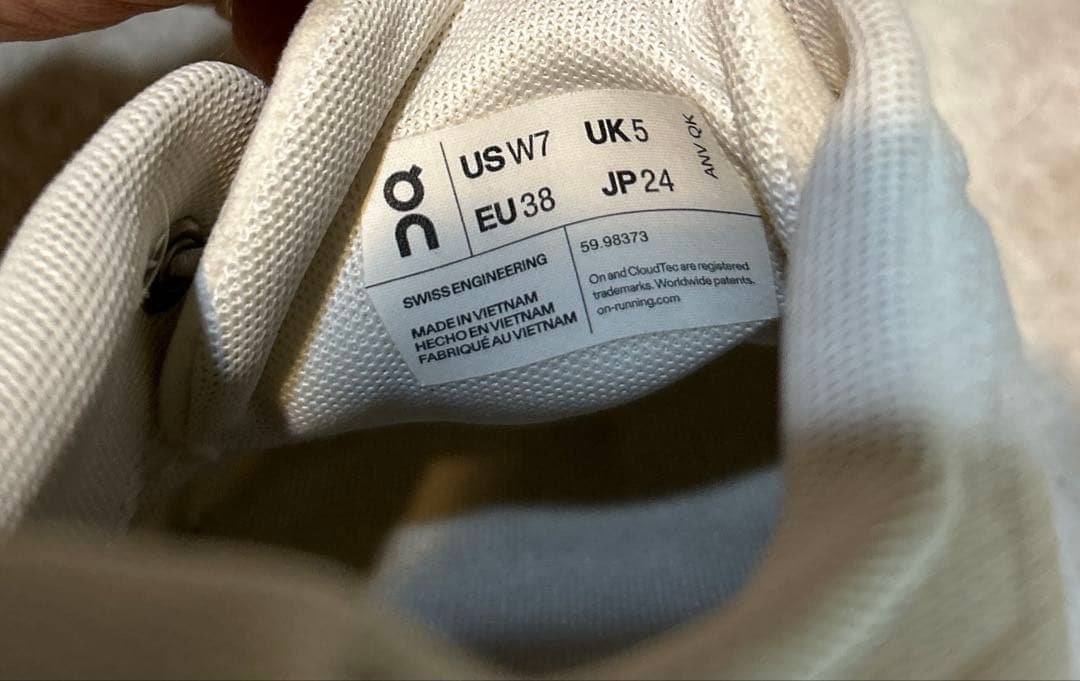 on
US W7 UK 5
EU 38 JP 24
ANV QK
SWISS ENGINEERING
MADE IN VIETNAM
HECHO EN VIETNAM
FABRIQUÉ AU VIETNAM
59.98373
On and CloudTec are registered
trademarks. Worldwide patents.
on-running.com